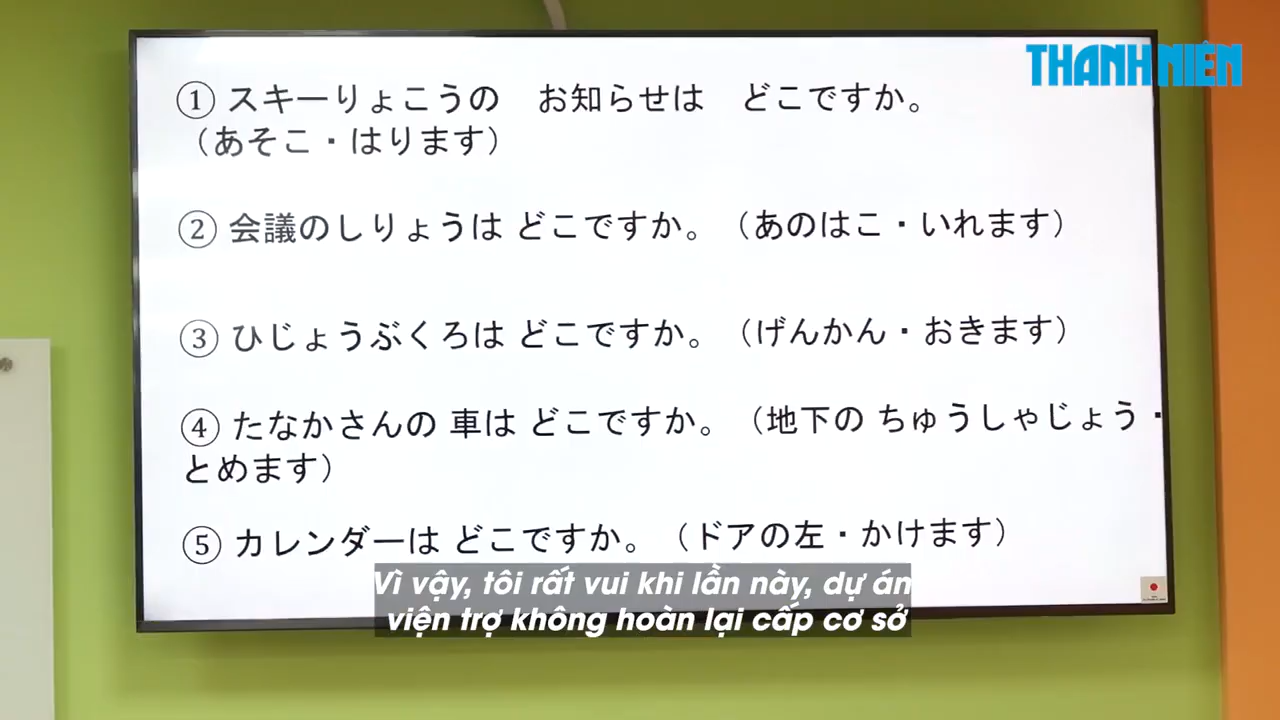 THANH NIÊN
① スキーりょこうの　お知らせは　どこですか。
（あそこ・はります）
② 会議のしりょうは どこですか。（あのはこ・いれます）
③ ひじょうぶくろは どこですか。（げんかん・おきます）
④ たなかさんの 車は どこですか。（地下の ちゅうしゃじょう・
とめます）
⑤ カレンダーは どこですか。（ドアの左・かけます）
Vì vậy, tôi rất vui khi lần này, dự án
viện trợ không hoàn lại cấp cơ sở